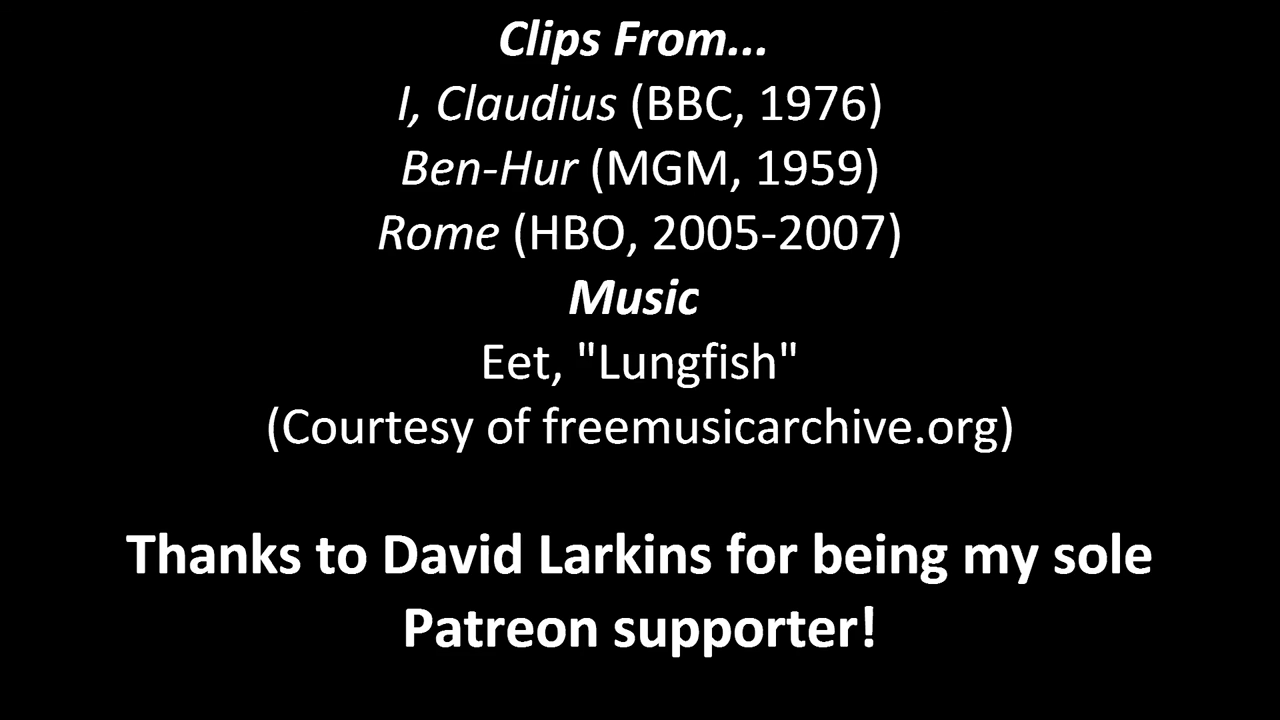 Clips From...
I, Claudius (BBC, 1976)
Ben-Hur (MGM, 1959)
Rome (HBO, 2005-2007)
Music
Eet, "Lungfish"
(Courtesy of freemusicarchive.org)
Thanks to David Larkins for being my sole
Patreon supporter!